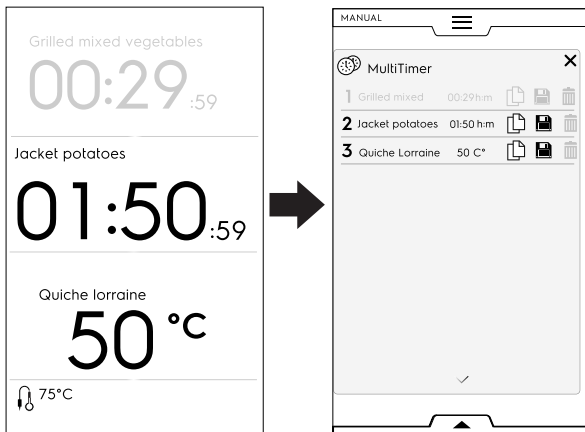 Grilled mixed vegetables
00:29 :59
Jacket potatoes
01:50 :59
Quiche lorraine
50 °C
75°C
MANUAL
MultiTimer
1 Grilled mixed 00:29 h:m
2 Jacket potatoes 01:50 h:m
3 Quiche Lorraine 50 C°